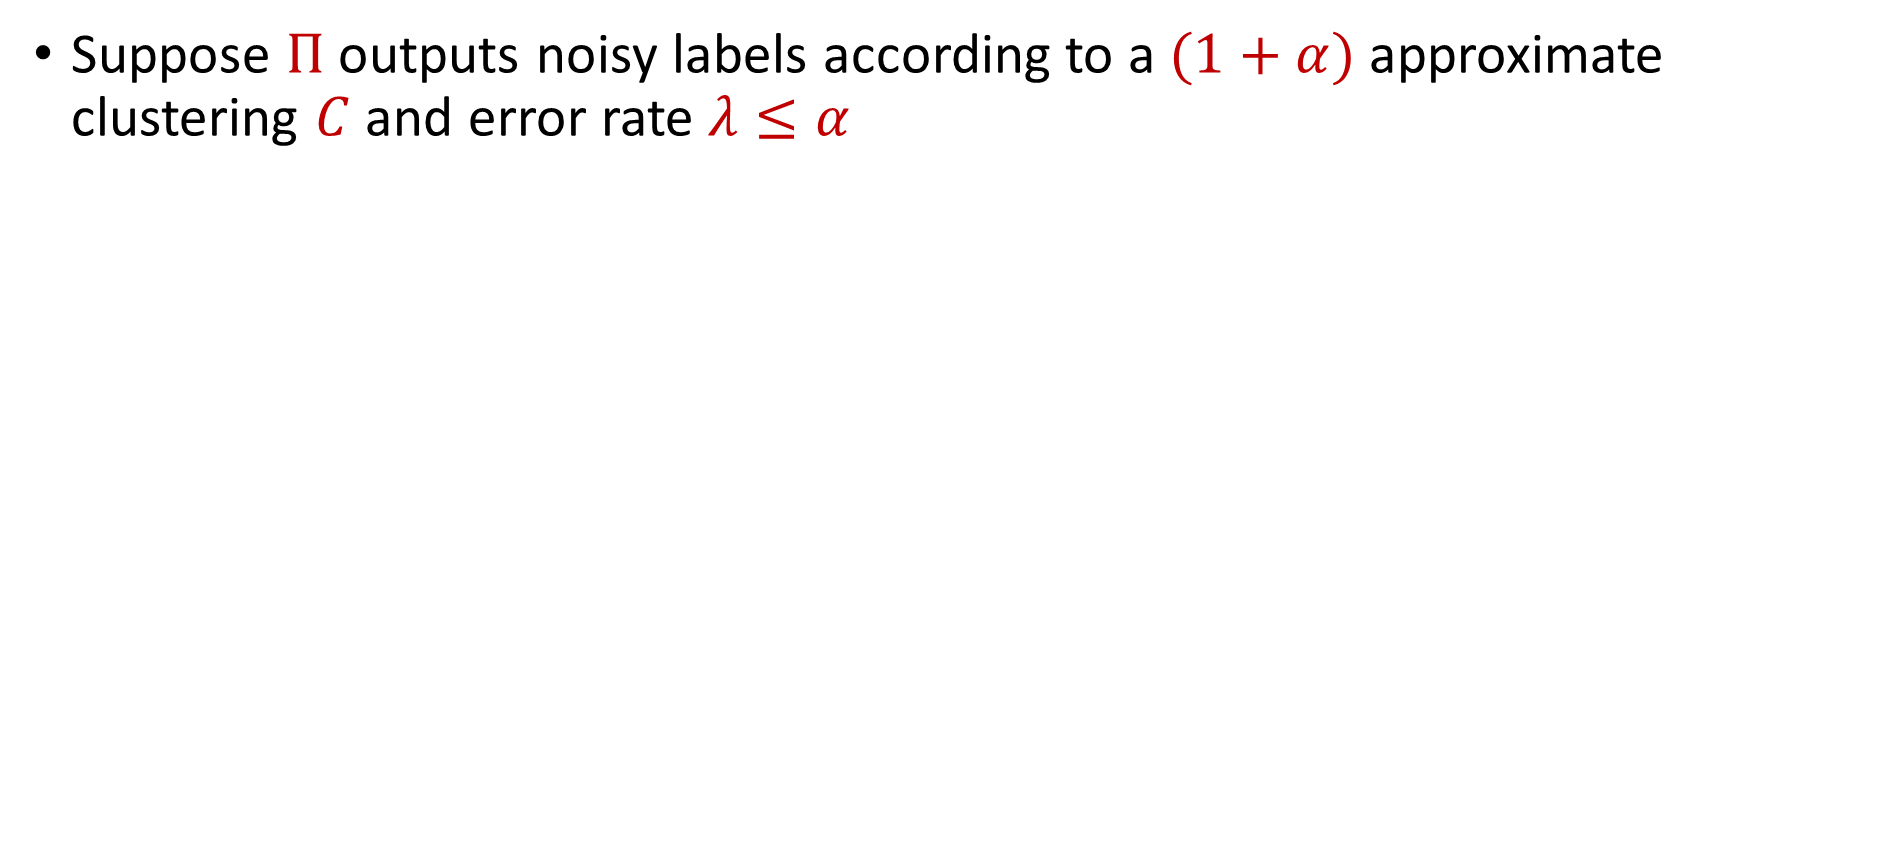 • Suppose Π outputs noisy labels according to a (1 + α) approximate
clustering C and error rate λ ≤ α